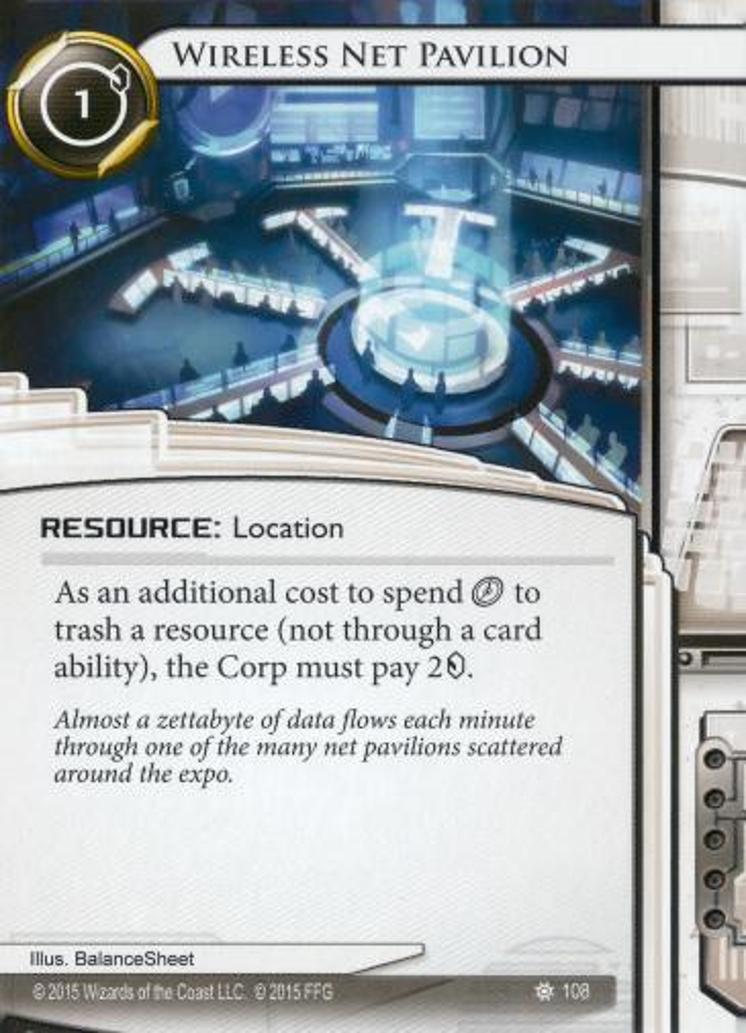 WIRELESS NET PAVILION
1
RESOURCE: Location
As an additional cost to spend to
trash a resource (not through a card
ability), the Corp must pay 2.
Almost a zettabyte of data flows each minute
through one of the many net pavilions scattered
around the expo.
Illus. BalanceSheet
© 2015 Wizards of the Coast LLC. © 2015 FFG
108